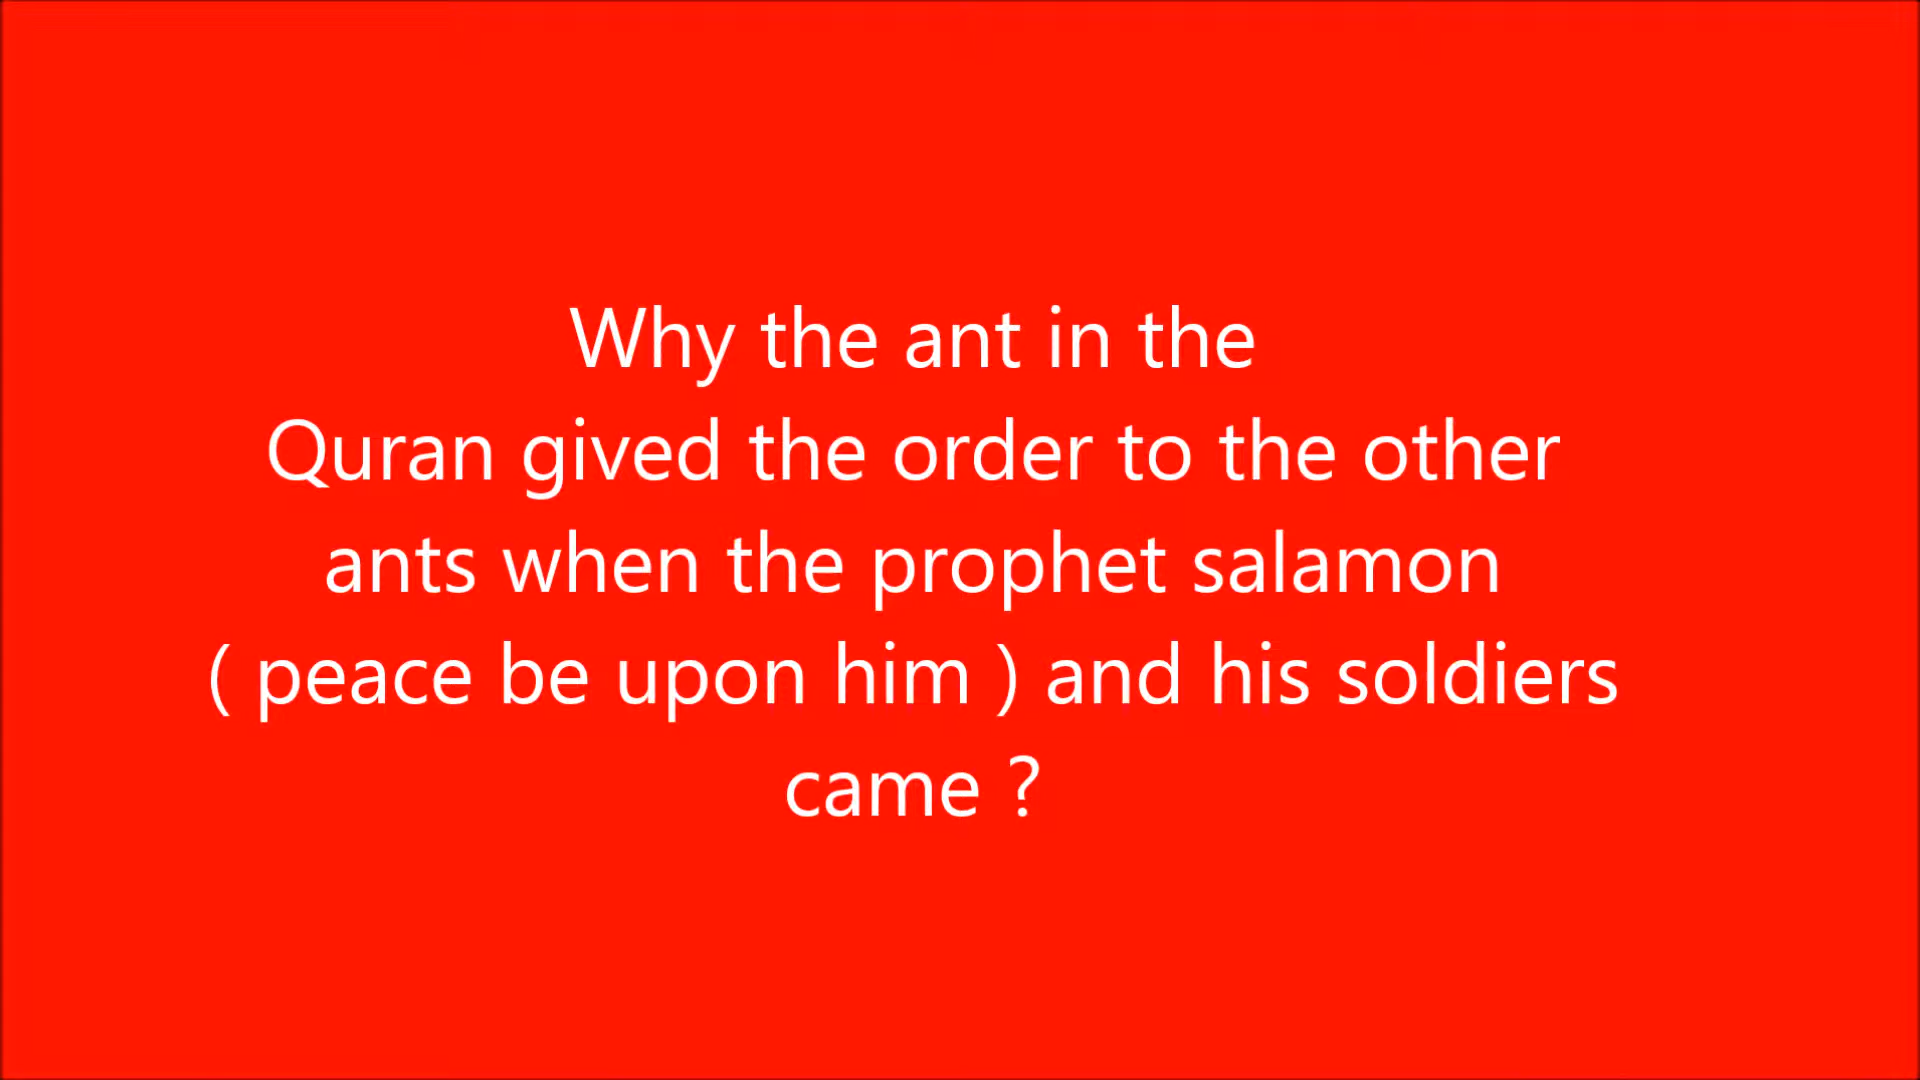 Why the ant in the
Quran gived the order to the other
ants when the prophet salamon
( peace be upon him ) and his soldiers
came ?